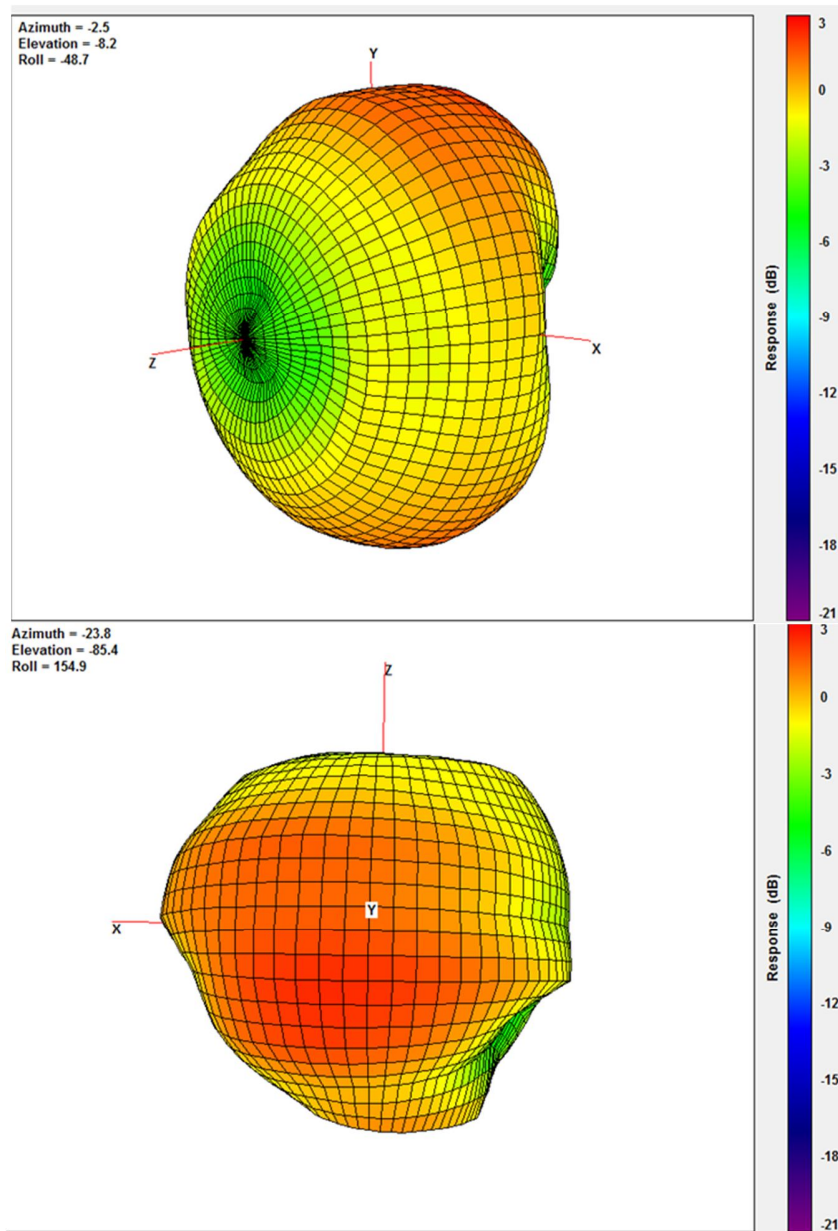 Azimuth = -2.5
Elevation = -8.2
Roll = -48.7
Y
Z
X
3
0
-3
-6
-9
-12
-15
-18
-21
Response (dB)
Azimuth = -23.8
Elevation = -85.4
Roll = 154.9
Z
Y
X
3
0
-3
-6
-9
-12
-15
-18
-21
Response (dB)